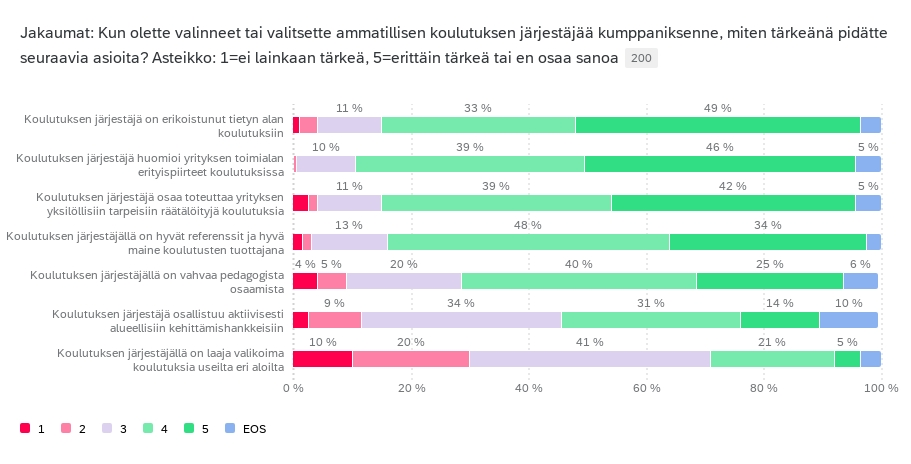 Jakaumat: Kun olette valinneet tai valitsette ammatillisen koulutuksen järjestäjää kumppaniksenne, miten tärkeänä pidätte
seuraavia asioita? Asteikko: 1=ei lainkaan tärkeä, 5=erittäin tärkeä tai en osaa sanoa 200
11 % 33 % 49 %
Koulutuksen järjestäjä on erikoistunut tietyn alan
koulutuksiin
10 % 39 % 46 % 5 %
Koulutuksen järjestäjä huomioi yrityksen toimialan
erityispiirteet koulutuksissa
11 % 39 % 42 % 5 %
Koulutuksen järjestäjä osaa toteuttaa yrityksen
yksilöllisiin tarpeisiin räätälöityjä koulutuksia
13 % 48 % 34 %
Koulutuksen järjestäjällä on hyvät referenssit ja hyvä
maine koulutusten tuottajana
4 % 5 % 20 % 40 % 25 % 6 %
Koulutuksen järjestäjällä on vahvaa pedagogista
osaamista
9 % 34 % 31 % 14 % 10 %
Koulutuksen järjestäjä osallistuu aktiivisesti
alueellisiin kehittämishankkeisiin
10 % 20 % 41 % 21 % 5 %
Koulutuksen järjestäjällä on laaja valikoima
koulutuksia useilta eri aloilta
0 % 20 % 40 % 60 % 80 % 100 %
1 2 3 4 5 EOS